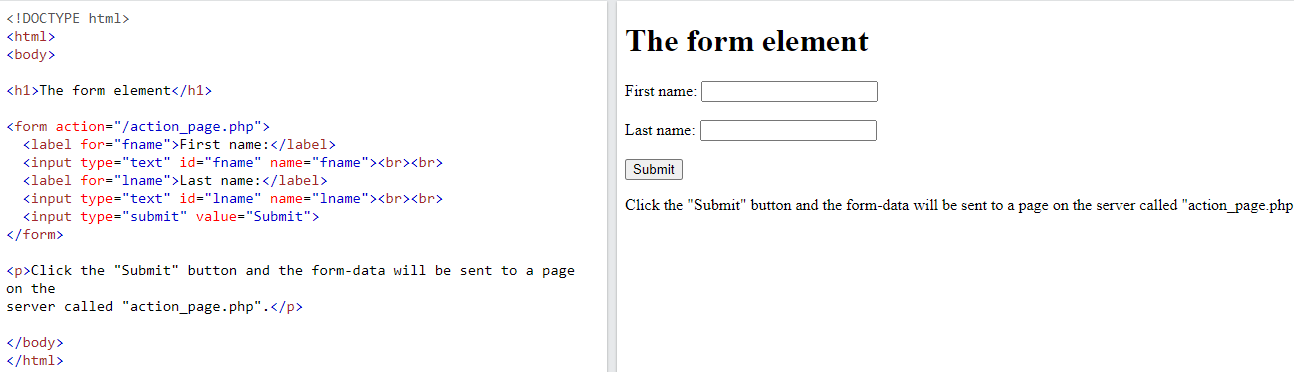 <!DOCTYPE html>
<html>
<body>
<h1>The form element</h1>
<form action="/action_page.php">
<label for="fname">First name:</label>
<input type="text" id="fname" name="fname"><br><br>
<label for="lname">Last name:</label>
<input type="text" id="lname" name="lname"><br><br>
<input type="submit" value="Submit">
</form>
<p>Click the "Submit" button and the form-data will be sent to a page
on the
server called "action_page.php".</p>
</body>
</html>
The form element
First name:
Last name:
Submit
Click the "Submit" button and the form-data will be sent to a page on the server called "action_page.php